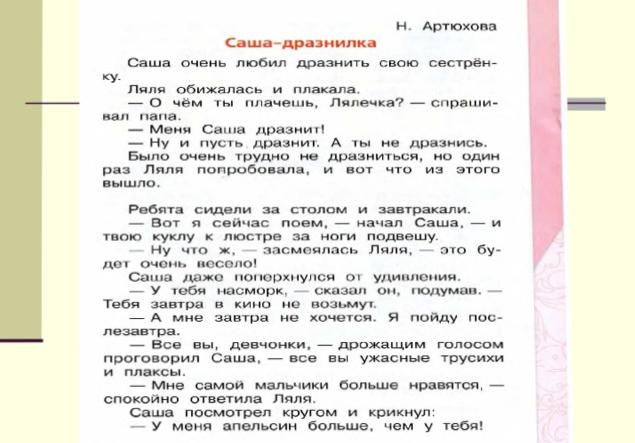 Н. Артюхова
Саша-дразнилка
Саша очень любил дразнить свою сестрён-
ку.
Ляля обижалась и плакала.
— О чём ты плачешь, Лялечка? — спраши-
вал папа.
— Меня Саша дразнит!
— Ну и пусть дразнит. А ты не дразнись.
Было очень трудно не дразниться, но один
раз Ляля попробовала, и вот что из этого
вышло.
Ребята сидели за столом и завтракали.
— Вот я сейчас поем, — начал Саша, — и
твою куклу к люстре за ноги подвешу.
— Ну что ж, — засмеялась Ляля, — это бу-
дет очень весело!
Саша даже поперхнулся от удивления.
— У тебя насморк, — сказал он, подумав. —
Тебя завтра в кино не возьмут.
— А мне завтра не хочется. Я пойду пос-
лезавтра.
— Все вы, девчонки, — дрожащим голосом
проговорил Саша, — все вы ужасные трусихи
и плаксы.
— Мне самой мальчики больше нравятся, —
спокойно ответила Ляля.
Саша посмотрел кругом и крикнул:
— У меня апельсин больше, чем у тебя!